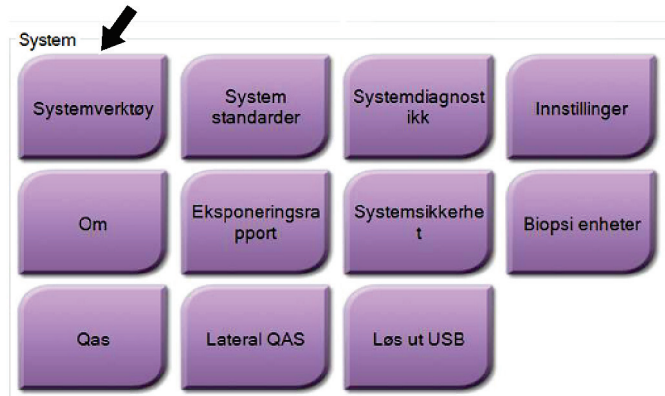 System
Systemverktøy
System
standarder
Systemdiagnost
ikk
Innstillinger
Om
Eksponeringsra
pport
Systemsikkerhe
t
Biopsi enheter
Qas
Lateral QAS
Løs ut USB